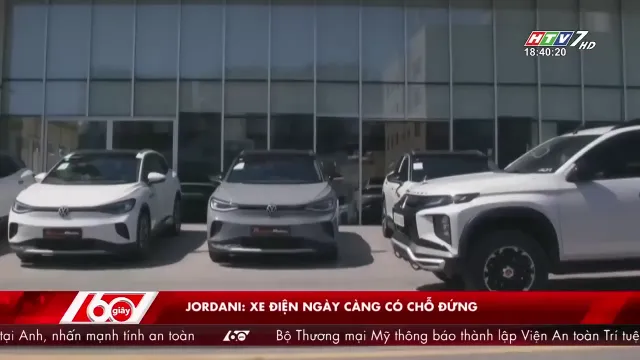 HTV7 HD
18:40:20
60 giây
JORDANI: XE ĐIỆN NGÀY CÀNG CÓ CHỖ ĐỨNG
tại Anh, nhấn mạnh tính an toàn 60 Bộ Thương mại Mỹ thông báo thành lập Viện An toàn Trí tuệ